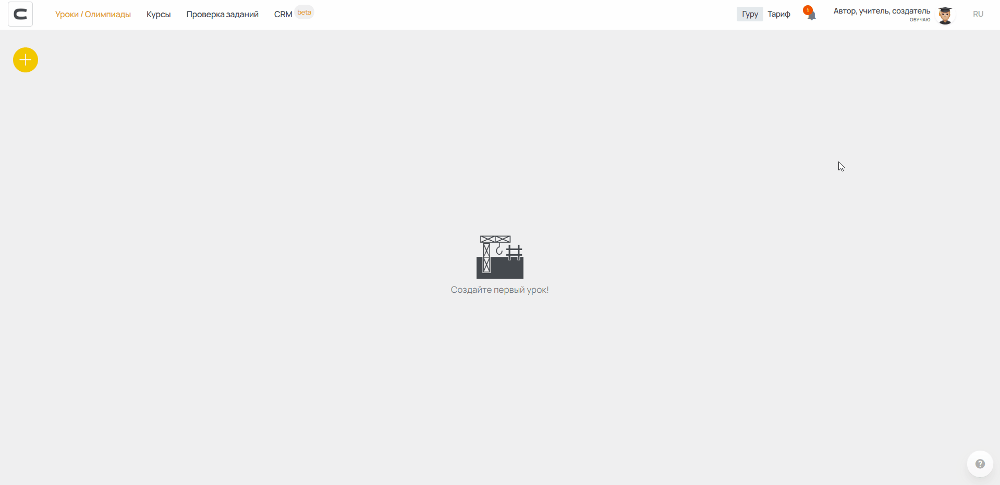 Уроки / Олимпиады
Курсы
Проверка заданий
CRM beta
Гуру
Тариф
1
Автор, учитель, создатель
ОБУЧАЮ
RU
Создайте первый урок!
?